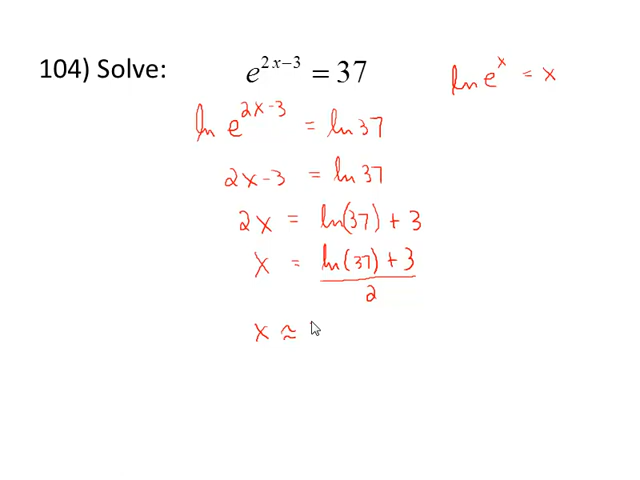 104) Solve: e^{2x-3} = 37
ln e^x = x
ln e^{2x-3} = ln 37
2x-3 = ln 37
2x = ln(37) + 3
x = \frac{ln(37) + 3}{2}
x ≈